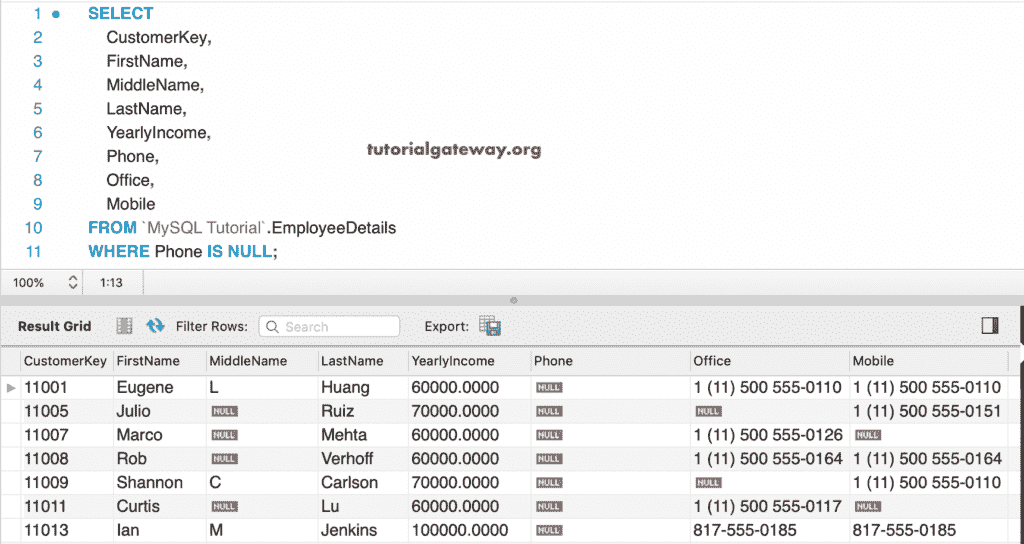 1 SELECT
2 CustomerKey,
3 FirstName,
4 MiddleName,
5 LastName,
6 YearlyIncome,
tutorialgateway.org
7 Phone,
8 Office,
9 Mobile
10 FROM `MySQL Tutorial`.EmployeeDetails
11 WHERE Phone IS NULL;
100% 1:13
Result Grid Filter Rows: Search Export:
CustomerKey FirstName MiddleName LastName YearlyIncome Phone Office Mobile
11001 Eugene L Huang 60000.0000 NULL 1 (11) 500 555-0110 1 (11) 500 555-0110
11005 Julio NULL Ruiz 70000.0000 NULL NULL 1 (11) 500 555-0151
11007 Marco NULL Mehta 60000.0000 NULL 1 (11) 500 555-0126 NULL
11008 Rob NULL Verhoff 60000.0000 NULL 1 (11) 500 555-0164 1 (11) 500 555-0164
11009 Shannon C Carlson 70000.0000 NULL NULL 1 (11) 500 555-0110
11011 Curtis NULL Lu 60000.0000 NULL 1 (11) 500 555-0117 NULL
11013 Ian M Jenkins 100000.0000 NULL 817-555-0185 817-555-0185